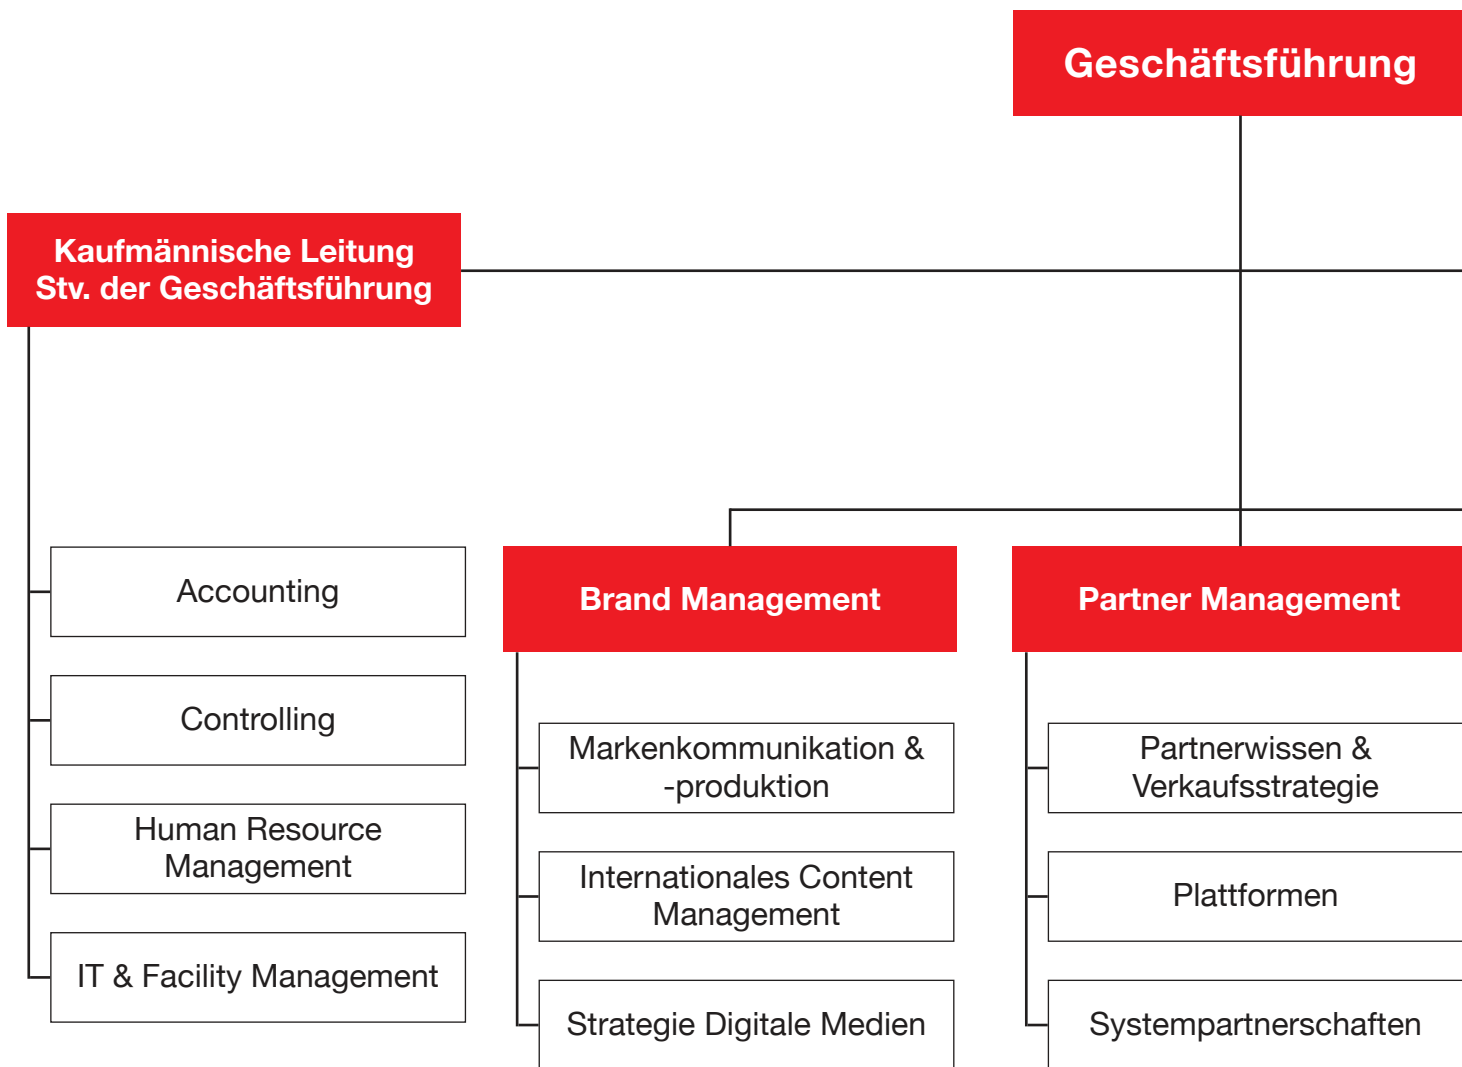 Geschäftsführung
Kaufmännische Leitung
Stv. der Geschäftsführung
Accounting
Controlling
Human Resource
Management
IT & Facility Management
Brand Management
Markenkommunikation &
-produktion
Internationales Content
Management
Strategie Digitale Medien
Partner Management
Partnerwissen &
Verkaufsstrategie
Plattformen
Systempartnerschaften